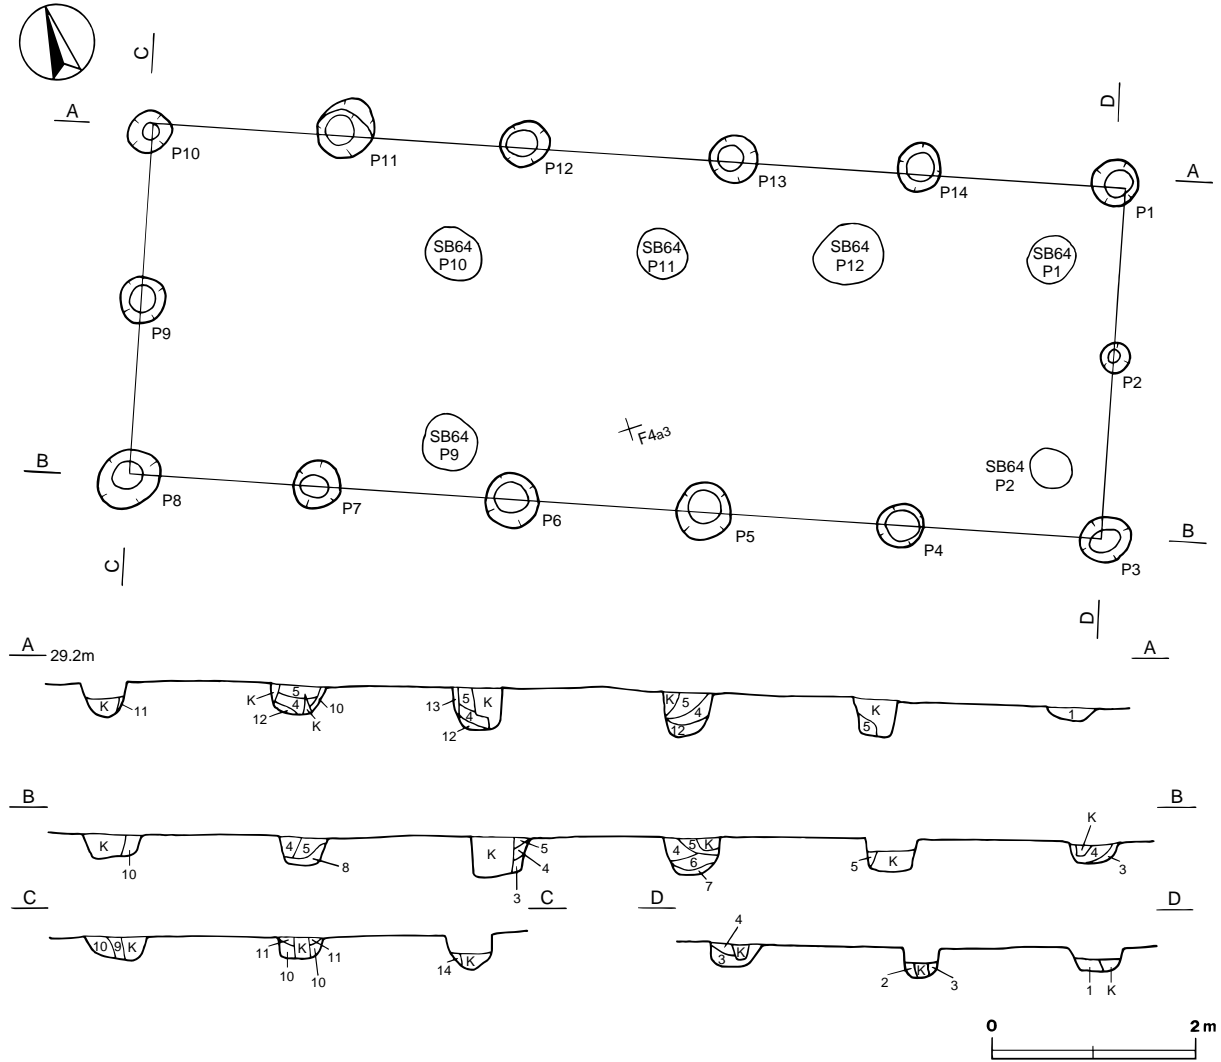 C
A
D
A
P10
P11
P12
P13
P14
P1
SB64
P10
SB64
P11
SB64
P12
SB64
P1
P9
P2
SB64
P9
F4a3
SB64
P2
B
P8
P7
P6
P5
P4
P3
B
C
D
A 29.2m
A
K 11
K 5 4 10
12 K
13 5 K
4
12
K 5 4
12
K
5
1
B
B
K
10
4 5
8
K 5
4
3
4 5 K
6
7
5 K
K
4
3
C
C
D
D
10 9 K
11 K 11
10 10
14 K
4
3 K
2 K 3
1 K
0 2 m